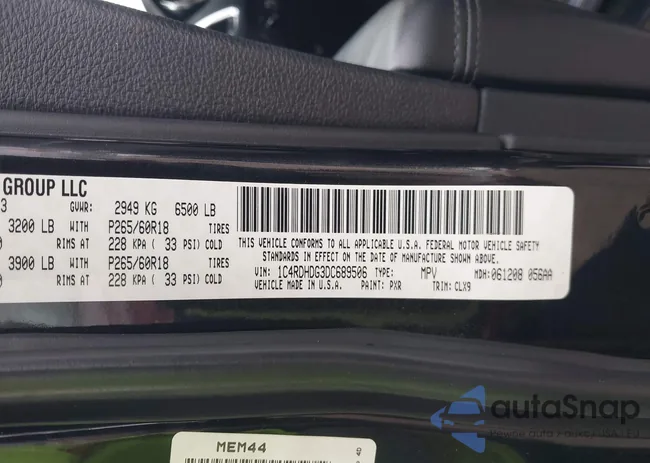 GROUP LLC
3 GVWR: 2949 KG 6500 LB
3200 LB WITH P265/60R18 TIRES
RIMS AT 228 KPA ( 33 PSI) COLD
3900 LB WITH P265/60R18 TIRES
RIMS AT 228 KPA ( 33 PSI) COLD
THIS VEHICLE CONFORMS TO ALL APPLICABLE U.S.A. FEDERAL MOTOR VEHICLE SAFETY
STANDARDS IN EFFECT ON THE DATE OF MANUFACTURE SHOWN ABOVE.
VIN: 1C4RDHDG3DC689506 TYPE: MPV MDH: 061208 056AA
VEHICLE MADE IN U.S.A. PAINT: PXR TRIM: CLX9
MEM44
autoSnap